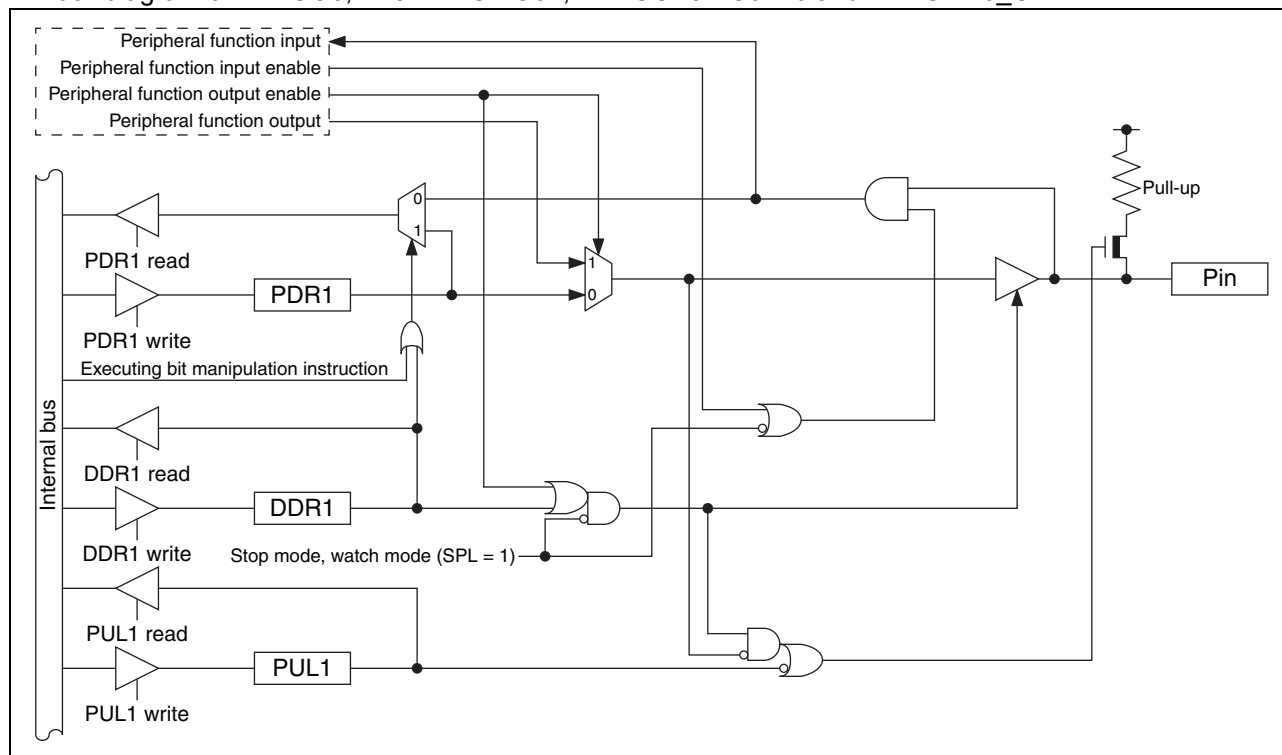 Peripheral function input
Peripheral function input enable
Peripheral function output enable
Peripheral function output
Pull-up
0
1
PDR1 read
1
PDR1
0
Pin
PDR1 write
Executing bit manipulation instruction
Internal bus
DDR1 read
DDR1
DDR1 write
Stop mode, watch mode (SPL = 1)
PUL1 read
PUL1
PUL1 write